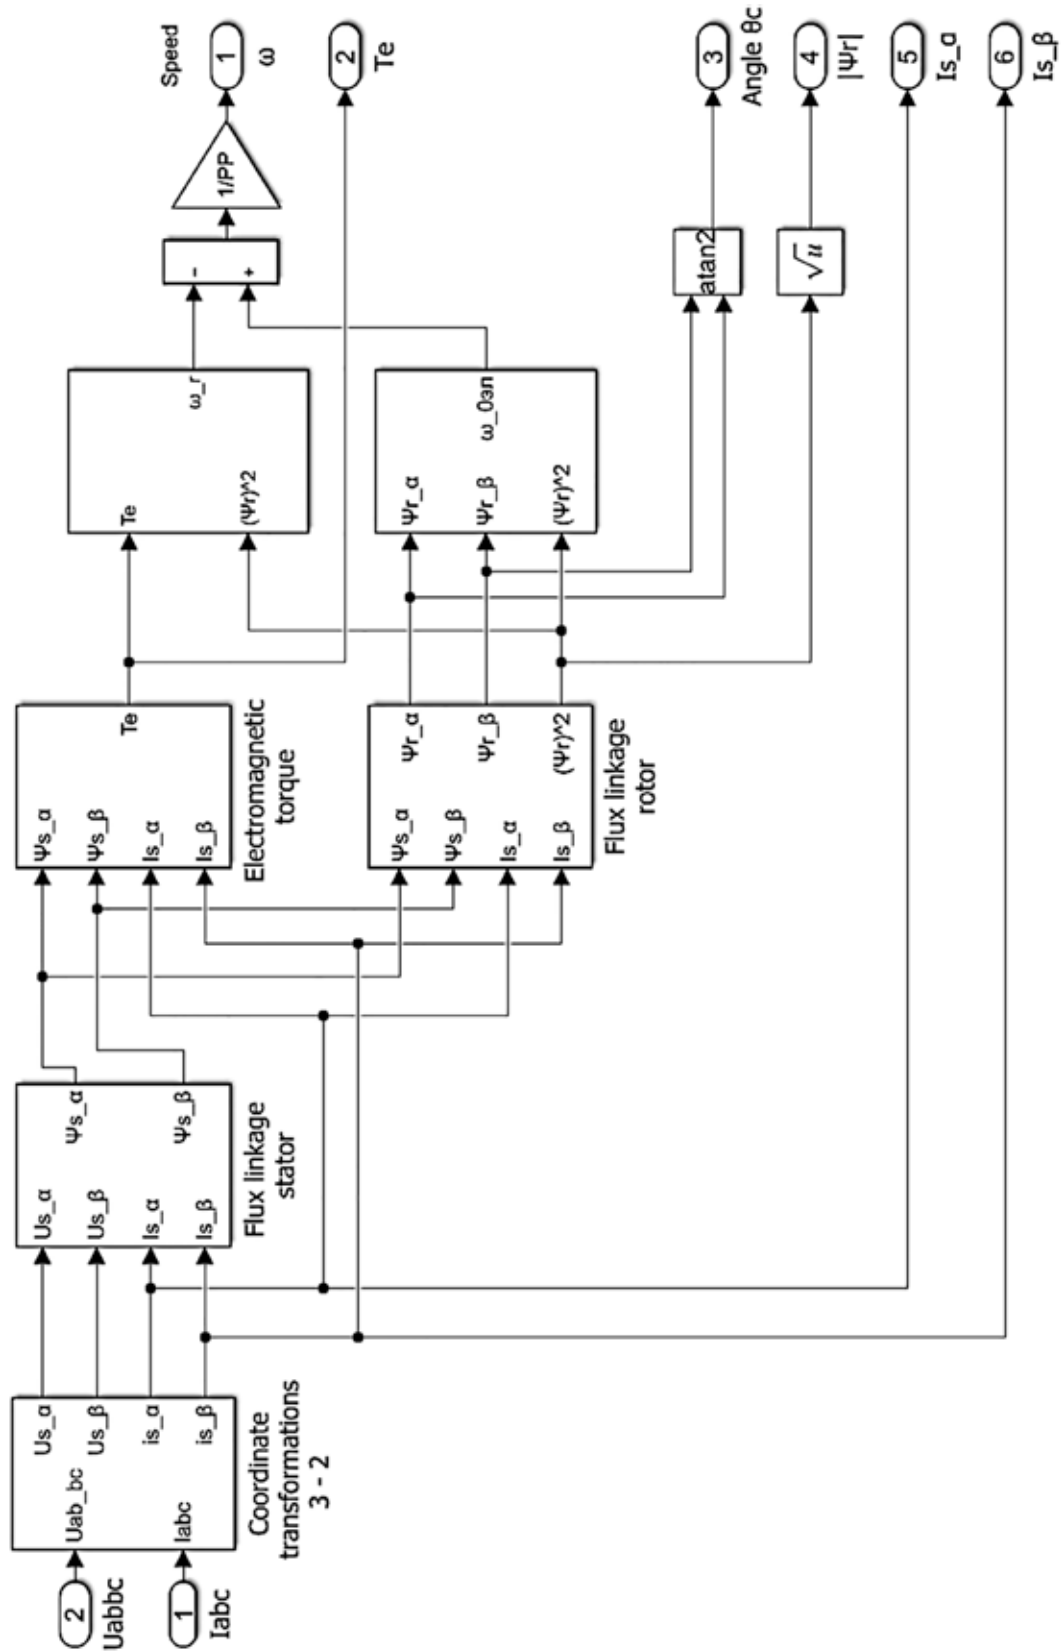 2
Uabbc
1
Iabc
Uab_bc
Iabc
Us_α
Us_β
is_α
is_β
Coordinate
transformations
3 - 2
Us_α
Us_β
Is_α
Is_β
Ψs_α
Ψs_β
Flux linkage
stator
Ψs_α
Ψs_β
Is_α
Is_β
Te
Electromagnetic
torque
Ψs_α
Ψs_β
Is_α
Is_β
Ψr_α
Ψr_β
(Ψr)^2
Flux linkage
rotor
Te
(Ψr)^2
ω_r
Ψr_α
Ψr_β
(Ψr)^2
ω_0эл
-
+
1/PP
atan2
√u
Speed
1
ω
2
Te
3
Angle θc
4
|Ψr|
5
Is_α
6
Is_β